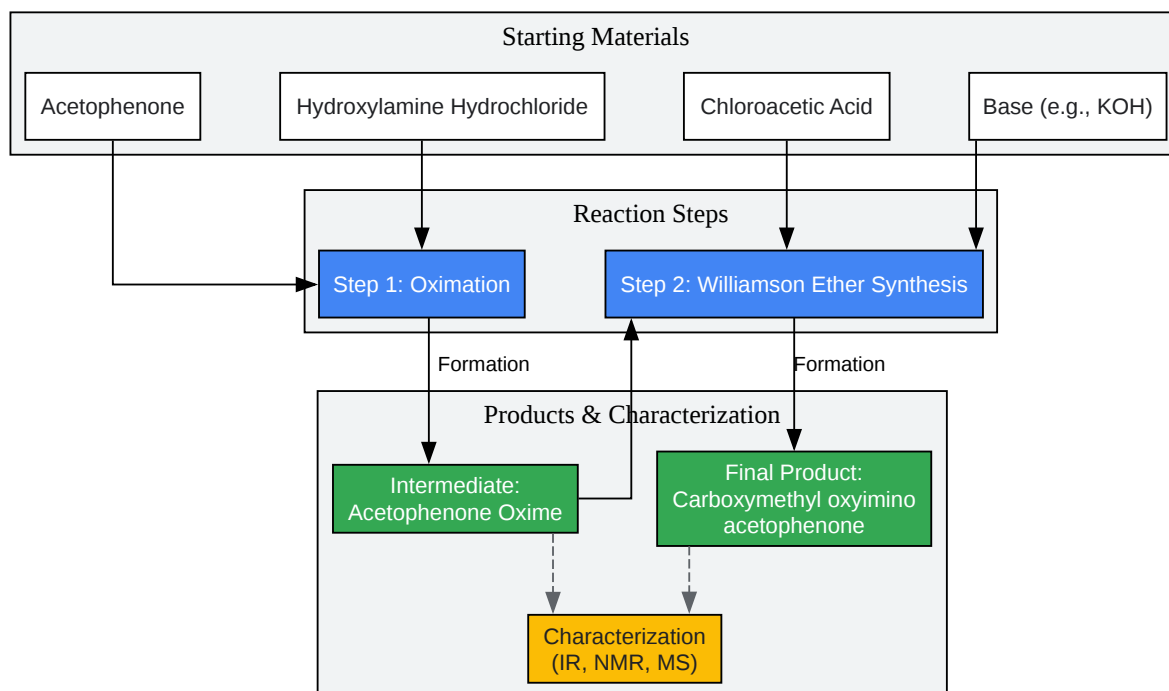 Starting Materials
Acetophenone
Hydroxylamine Hydrochloride
Chloroacetic Acid
Base (e.g., KOH)
Reaction Steps
Step 1: Oximation
Step 2: Williamson Ether Synthesis
Formation
Formation
Products & Characterization
Intermediate:
Acetophenone Oxime
Final Product:
Carboxymethyl oxyimino
acetophenone
Characterization
(IR, NMR, MS)